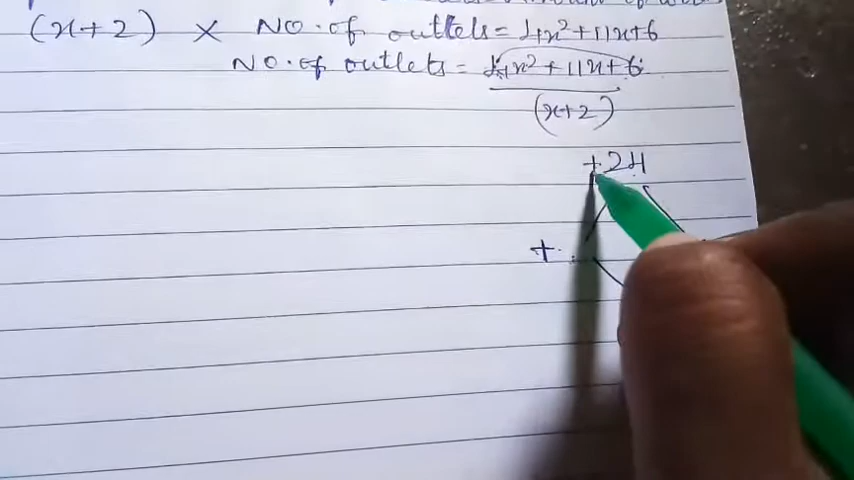 (x+2) × NO. of outlets = 4x²+11x+6
NO. of outlets = 4x²+11x+6
(x+2)
+24
+